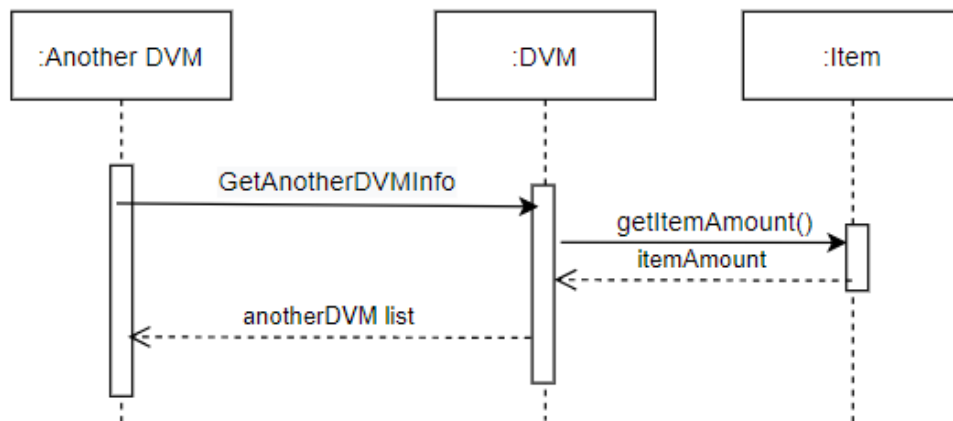 :Another DVM
:DVM
:Item
GetAnotherDVMInfo
getItemAmount()
itemAmount
anotherDVM list